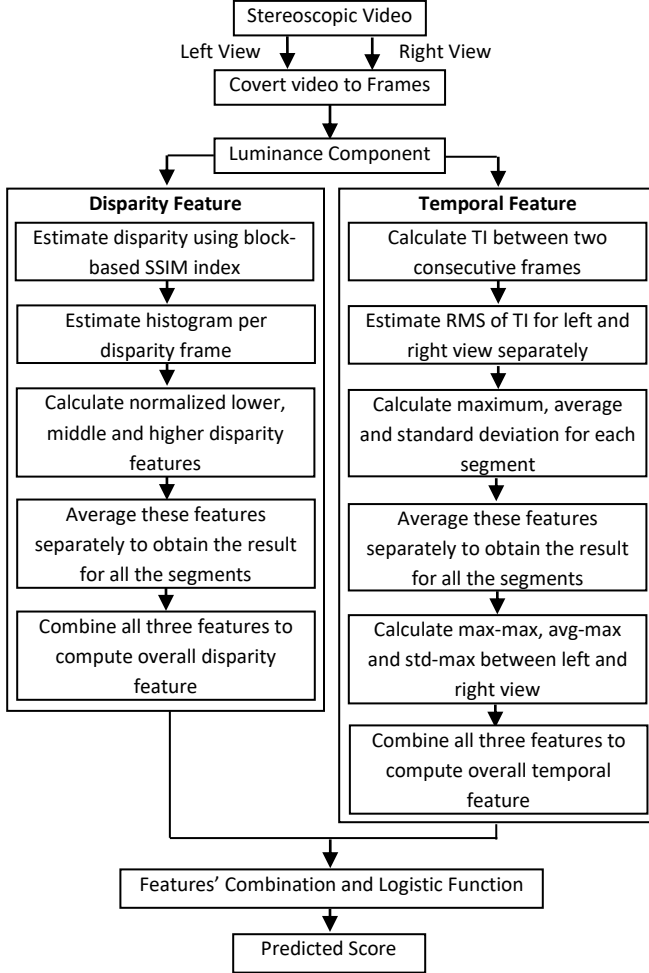 Stereoscopic Video
Left View
Right View
Covert video to Frames
Luminance Component
Disparity Feature
Estimate disparity using block-
based SSIM index
Estimate histogram per
disparity frame
Calculate normalized lower,
middle and higher disparity
features
Average these features
separately to obtain the result
for all the segments
Combine all three features to
compute overall disparity
feature
Temporal Feature
Calculate TI between two
consecutive frames
Estimate RMS of TI for left and
right view separately
Calculate maximum, average
and standard deviation for each
segment
Average these features
separately to obtain the result
for all the segments
Calculate max-max, avg-max
and std-max between left and
right view
Combine all three features to
compute overall temporal
feature
Features’ Combination and Logistic Function
Predicted Score